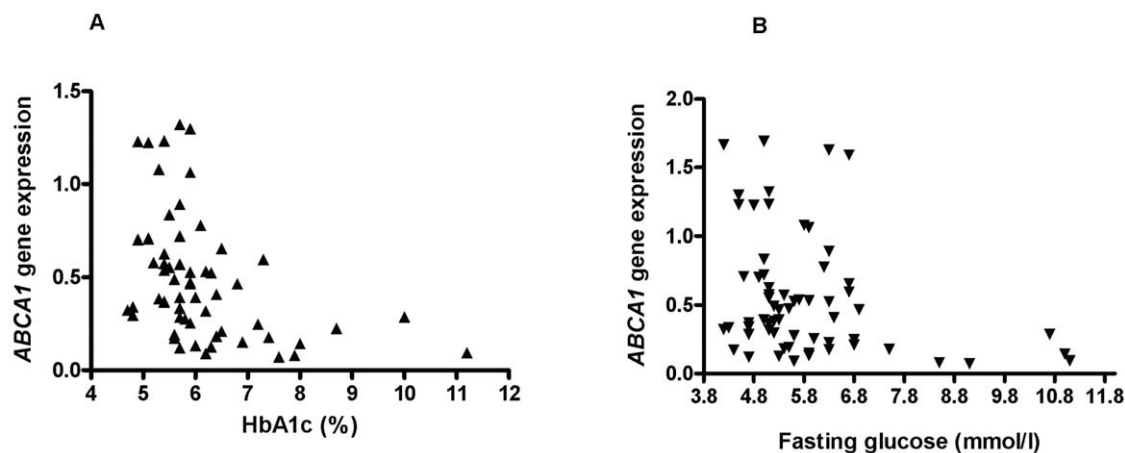 A
ABCA1 gene expression
1.5
1.0
0.5
0.0
4 5 6 7 8 9 10 11 12
HbA1c (%)
B
ABCA1 gene expression
2.0
1.5
1.0
0.5
0.0
3.8 4.8 5.8 6.8 7.8 8.8 9.8 10.8 11.8
Fasting glucose (mmol/l)